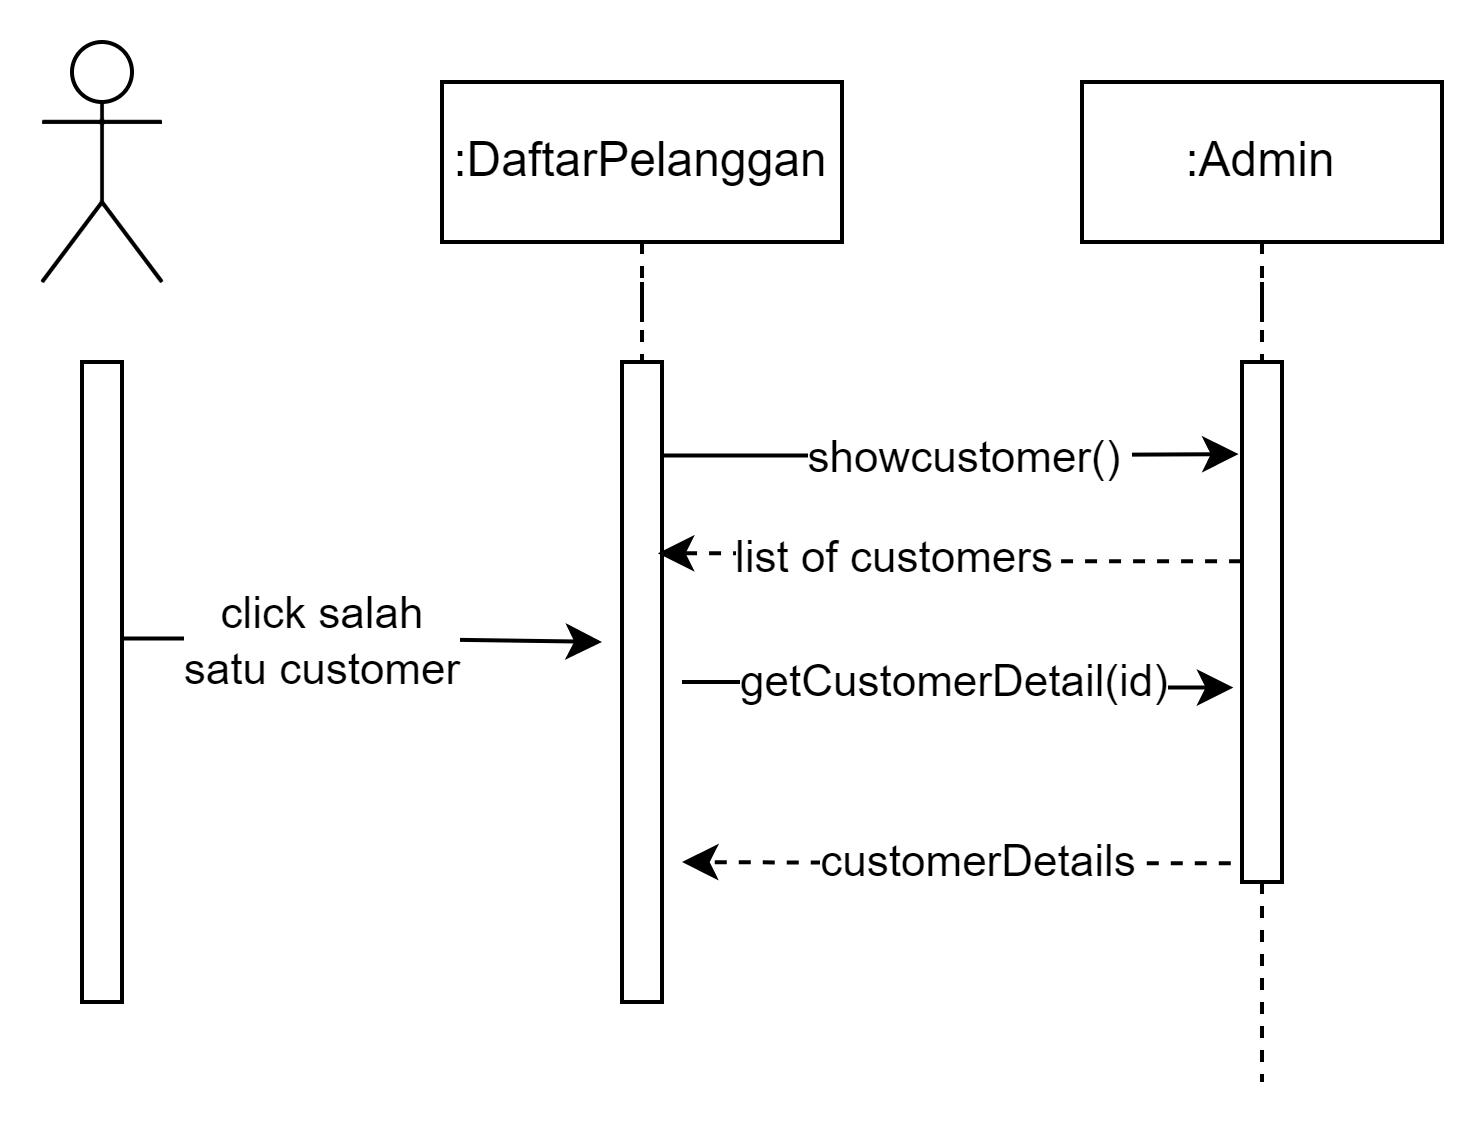 :DaftarPelanggan
:Admin
showcustomer()
list of customers
click salah
satu customer
getCustomerDetail(id)
customerDetails